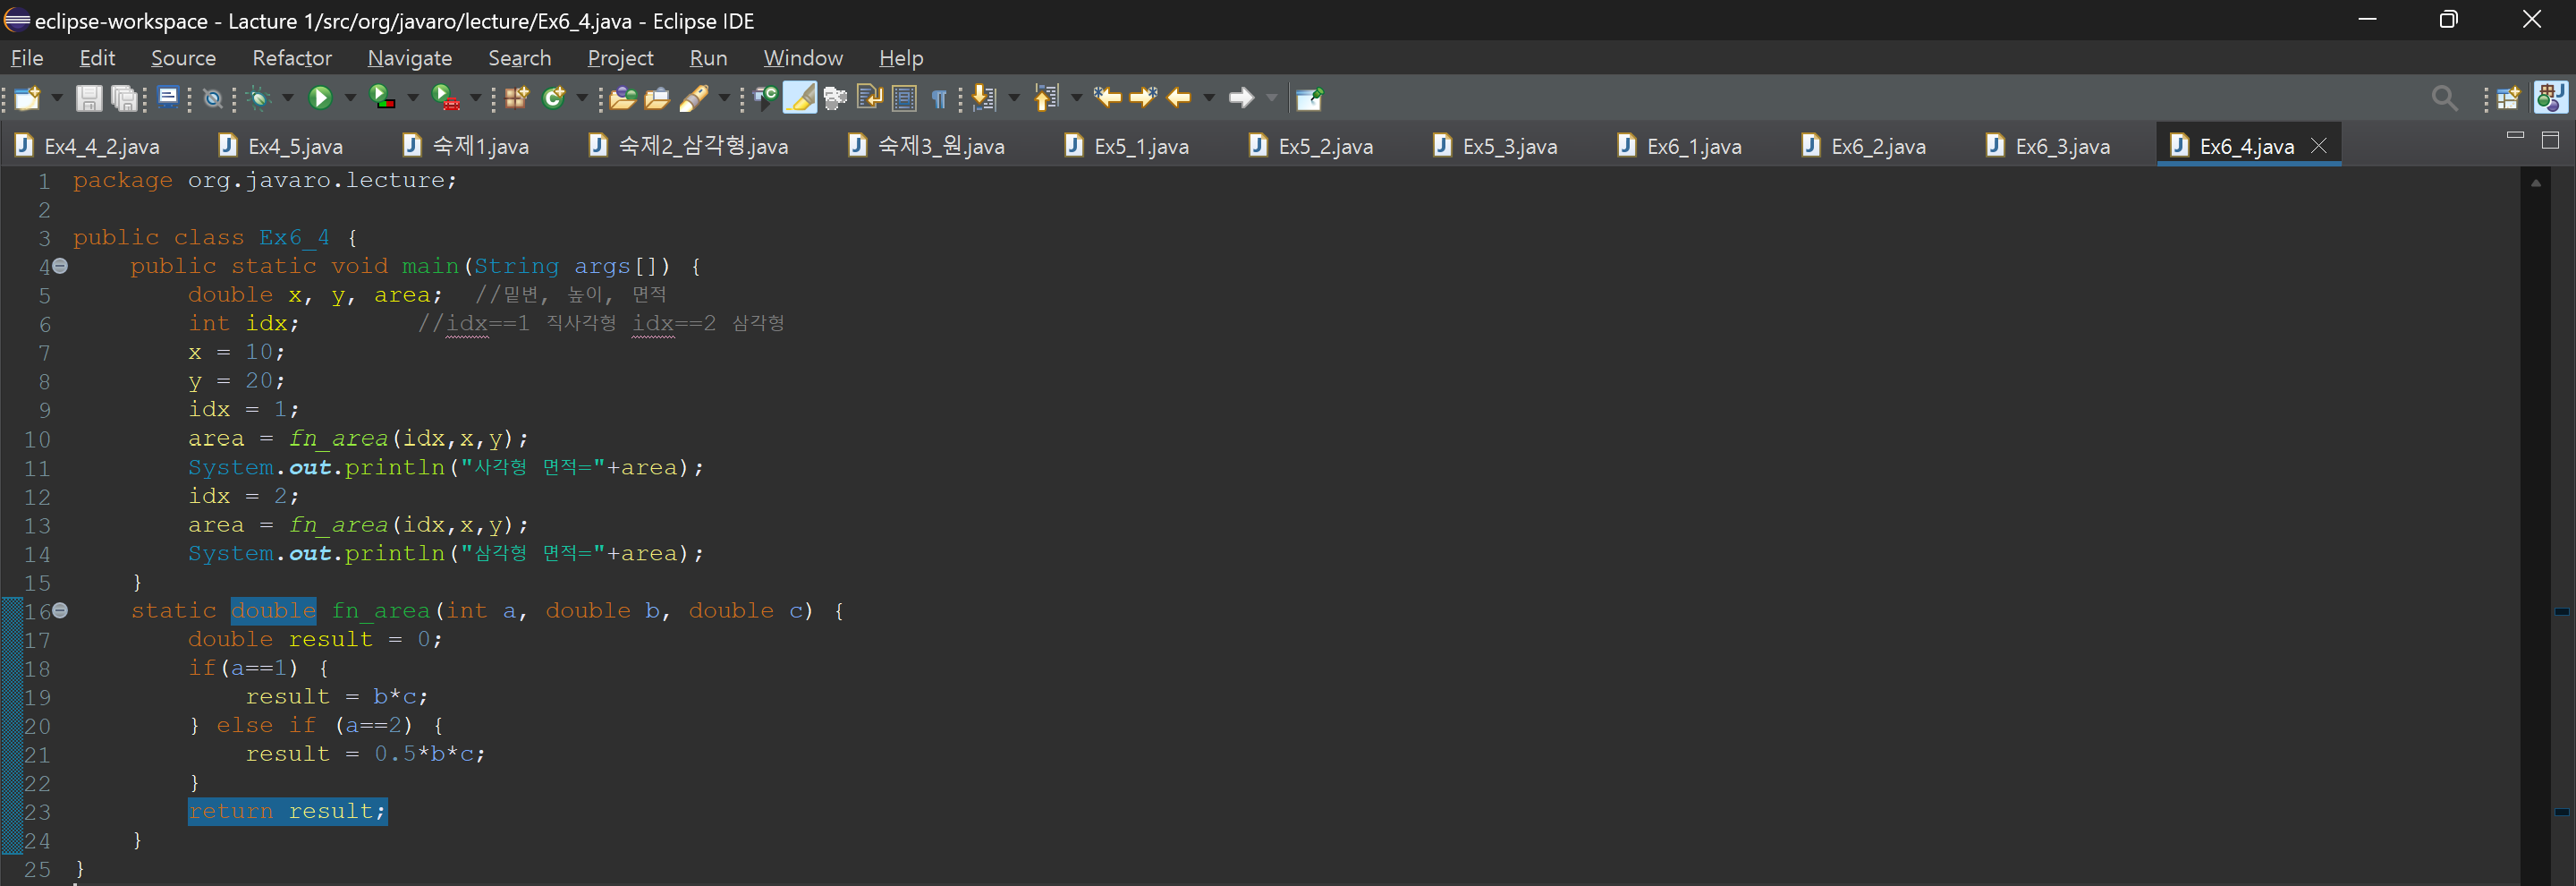 eclipse-workspace - Lacture 1/src/org/javaro/lecture/Ex6_4.java - Eclipse IDE
File Edit Source Refactor Navigate Search Project Run Window Help
Ex4_4_2.java Ex4_5.java 숙제1.java 숙제2_삼각형.java 숙제3_원.java Ex5_1.java Ex5_2.java Ex5_3.java Ex6_1.java Ex6_2.java Ex6_3.java Ex6_4.java
1 package org.javaro.lecture;
2
3 public class Ex6_4 {
4 public static void main(String args[]) {
5 double x, y, area; //밑변, 높이, 면적
6 int idx; //idx==1 직사각형 idx==2 삼각형
7 x = 10;
8 y = 20;
9 idx = 1;
10 area = fn_area(idx,x,y);
11 System.out.println("사각형 면적="+area);
12 idx = 2;
13 area = fn_area(idx,x,y);
14 System.out.println("삼각형 면적="+area);
15 }
16 static double fn_area(int a, double b, double c) {
17 double result = 0;
18 if(a==1) {
19 result = b*c;
20 } else if (a==2) {
21 result = 0.5*b*c;
22 }
23 return result;
24 }
25 }